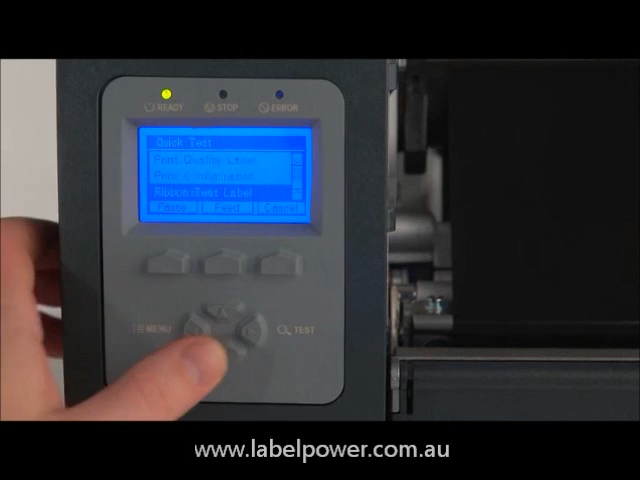 READY STOP ERROR
Quick Test
Print Quality Label
Print Configuration
Ribbon Test Label
Pause Feed Cancel
MENU TEST
www.labelpower.com.au